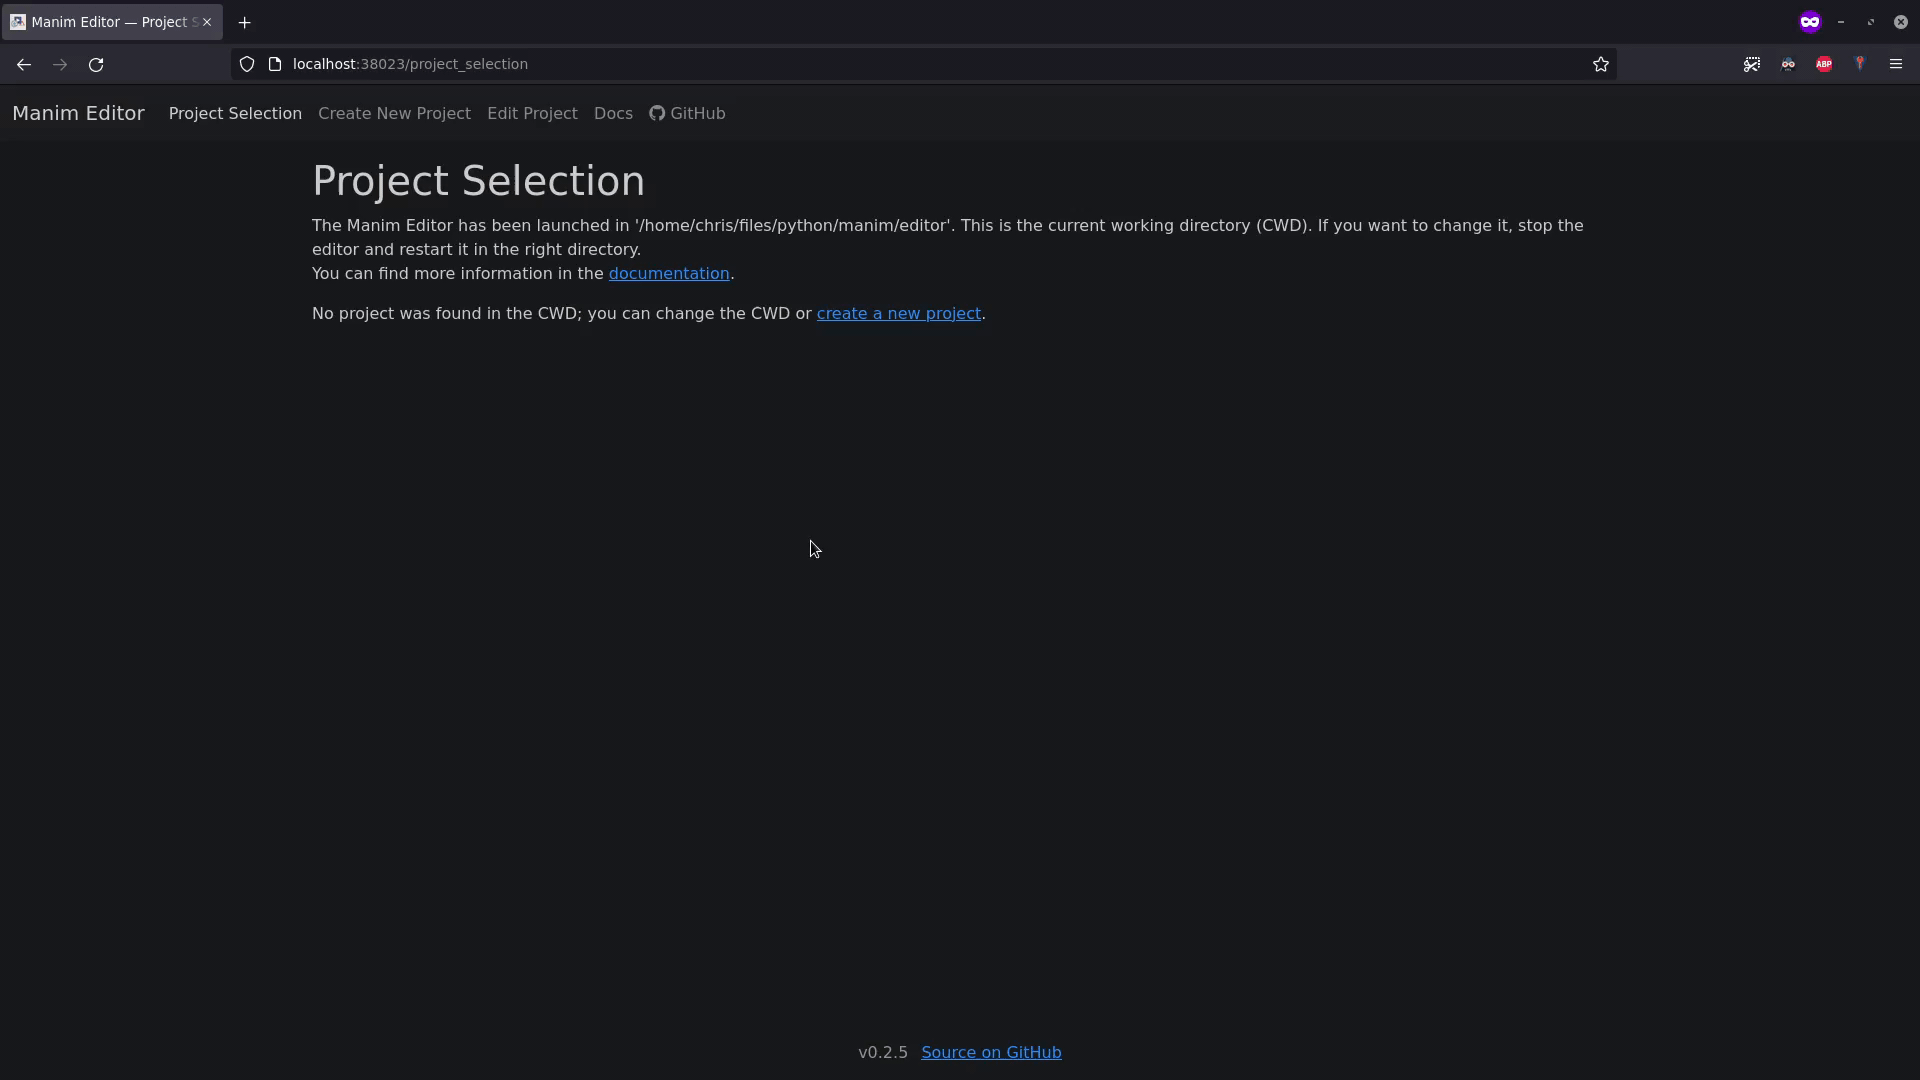 Manim Editor — Project S
localhost:38023/project_selection
ABP
Manim Editor Project Selection Create New Project Edit Project Docs GitHub
Project Selection
The Manim Editor has been launched in '/home/chris/files/python/manim/editor'. This is the current working directory (CWD). If you want to change it, stop the
editor and restart it in the right directory.
You can find more information in the documentation.
No project was found in the CWD; you can change the CWD or create a new project.
v0.2.5 Source on GitHub